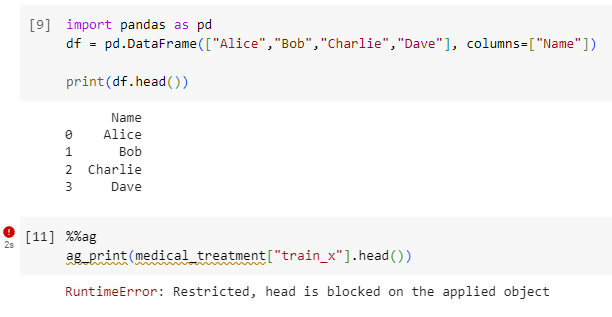 [9] import pandas as pd
df = pd.DataFrame(["Alice","Bob","Charlie","Dave"], columns=["Name"])
print(df.head())
Name
0 Alice
1 Bob
2 Charlie
3 Dave
[11] %%ag
2s
ag_print(medical_treatment["train_x"].head())
RuntimeError: Restricted, head is blocked on the applied object